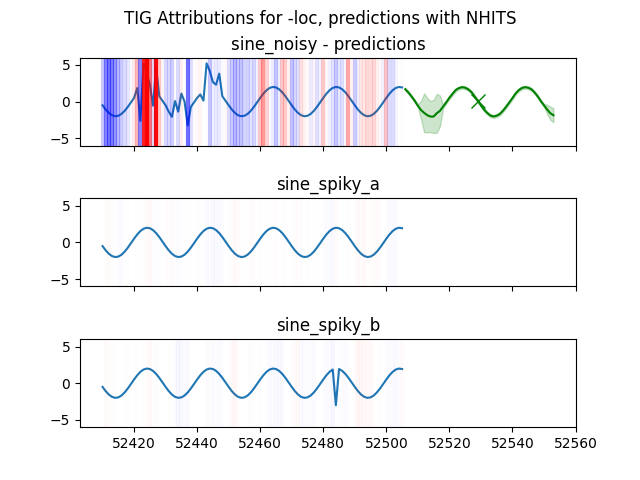 TIG Attributions for -loc, predictions with NHITS
sine_noisy - predictions
5
0
−5
sine_spiky_a
5
0
−5
sine_spiky_b
5
0
−5
52420 52440 52460 52480 52500 52520 52540 52560